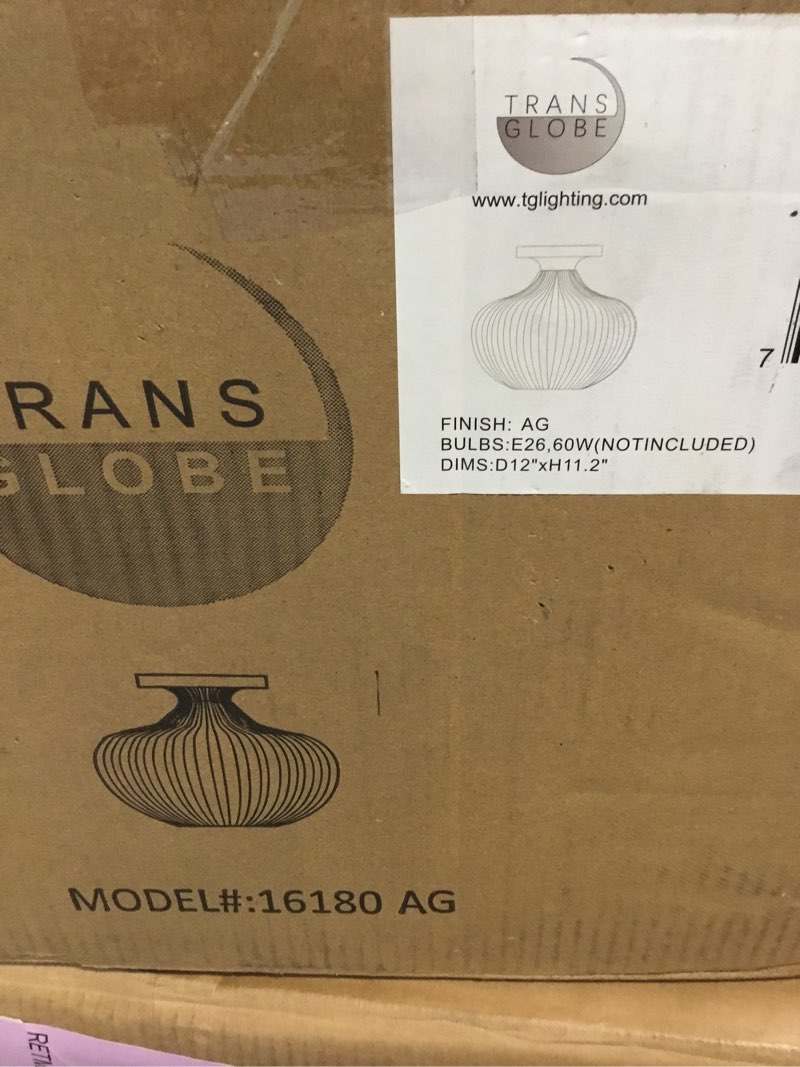 TRANS
GLOBE
www.tglighting.com
7
FINISH: AG
BULBS:E26,60W(NOTINCLUDED)
DIMS:D12"xH11.2"
RANS
GLOBE
MODEL#:16180 AG